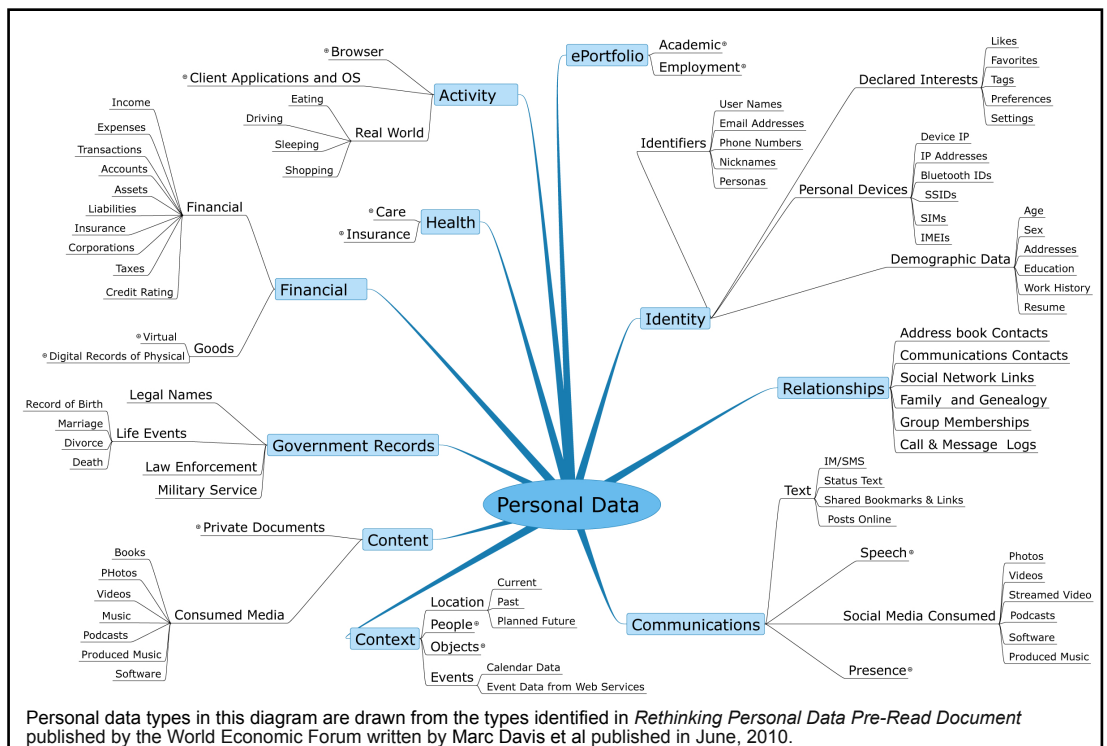 ePortfolio
Academic
Employment
Activity
Browser
Client Applications and OS
Real World
Eating
Driving
Sleeping
Shopping
Health
Care
Insurance
Financial
Financial
Income
Expenses
Transactions
Accounts
Assets
Liabilities
Insurance
Corporations
Taxes
Credit Rating
Goods
Virtual
Digital Records of Physical
Government Records
Legal Names
Life Events
Record of Birth
Marriage
Divorce
Death
Law Enforcement
Military Service
Content
Private Documents
Consumed Media
Books
PHotos
Videos
Music
Podcasts
Produced Music
Software
Context
Location
Current
Past
Planned Future
People
Objects
Events
Calendar Data
Event Data from Web Services
Personal Data
Identity
Identifiers
User Names
Email Addresses
Phone Numbers
Nicknames
Personas
Declared Interests
Likes
Favorites
Tags
Preferences
Settings
Personal Devices
Device IP
IP Addresses
Bluetooth IDs
SSIDs
SIMs
IMEIs
Demographic Data
Age
Sex
Addresses
Education
Work History
Resume
Relationships
Address book Contacts
Communications Contacts
Social Network Links
Family and Genealogy
Group Memberships
Call & Message Logs
Communications
Text
IM/SMS
Status Text
Shared Bookmarks & Links
Posts Online
Speech
Social Media Consumed
Photos
Videos
Streamed Video
Podcasts
Software
Produced Music
Presence
Personal data types in this diagram are drawn from the types identified in Rethinking Personal Data Pre-Read Document
published by the World Economic Forum written by Marc Davis et al published in June, 2010.